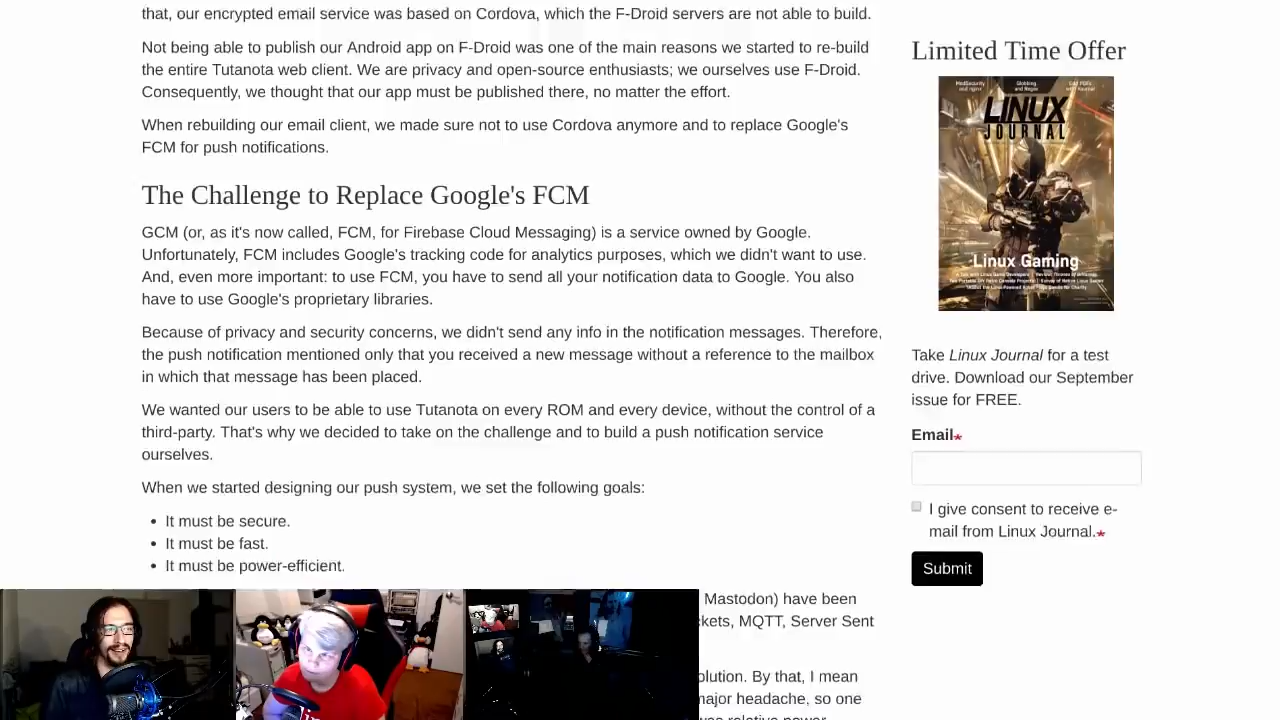 that, our encrypted email service was based on Cordova, which the F-Droid servers are not able to build.
Not being able to publish our Android app on F-Droid was one of the main reasons we started to re-build
the entire Tutanota web client. We are privacy and open-source enthusiasts; we ourselves use F-Droid.
Consequently, we thought that our app must be published there, no matter the effort.
When rebuilding our email client, we made sure not to use Cordova anymore and to replace Google's
FCM for push notifications.
The Challenge to Replace Google's FCM
GCM (or, as it's now called, FCM, for Firebase Cloud Messaging) is a service owned by Google.
Unfortunately, FCM includes Google's tracking code for analytics purposes, which we didn't want to use.
And, even more important: to use FCM, you have to send all your notification data to Google. You also
have to use Google's proprietary libraries.
Because of privacy and security concerns, we didn't send any info in the notification messages. Therefore,
the push notification mentioned only that you received a new message without a reference to the mailbox
in which that message has been placed.
We wanted our users to be able to use Tutanota on every ROM and every device, without the control of a
third-party. That's why we decided to take on the challenge and to build a push notification service
ourselves.
When we started designing our push system, we set the following goals:
• It must be secure.
• It must be fast.
• It must be power-efficient.
Mastodon) have been
ckets, MQTT, Server Sent
olution. By that, I mean
major headache, so one
was relative power
Limited Time Offer
LINUX
JOURNAL
Linux Gaming
Take Linux Journal for a test
drive. Download our September
issue for FREE.
Email*
I give consent to receive e-
mail from Linux Journal.*
Submit